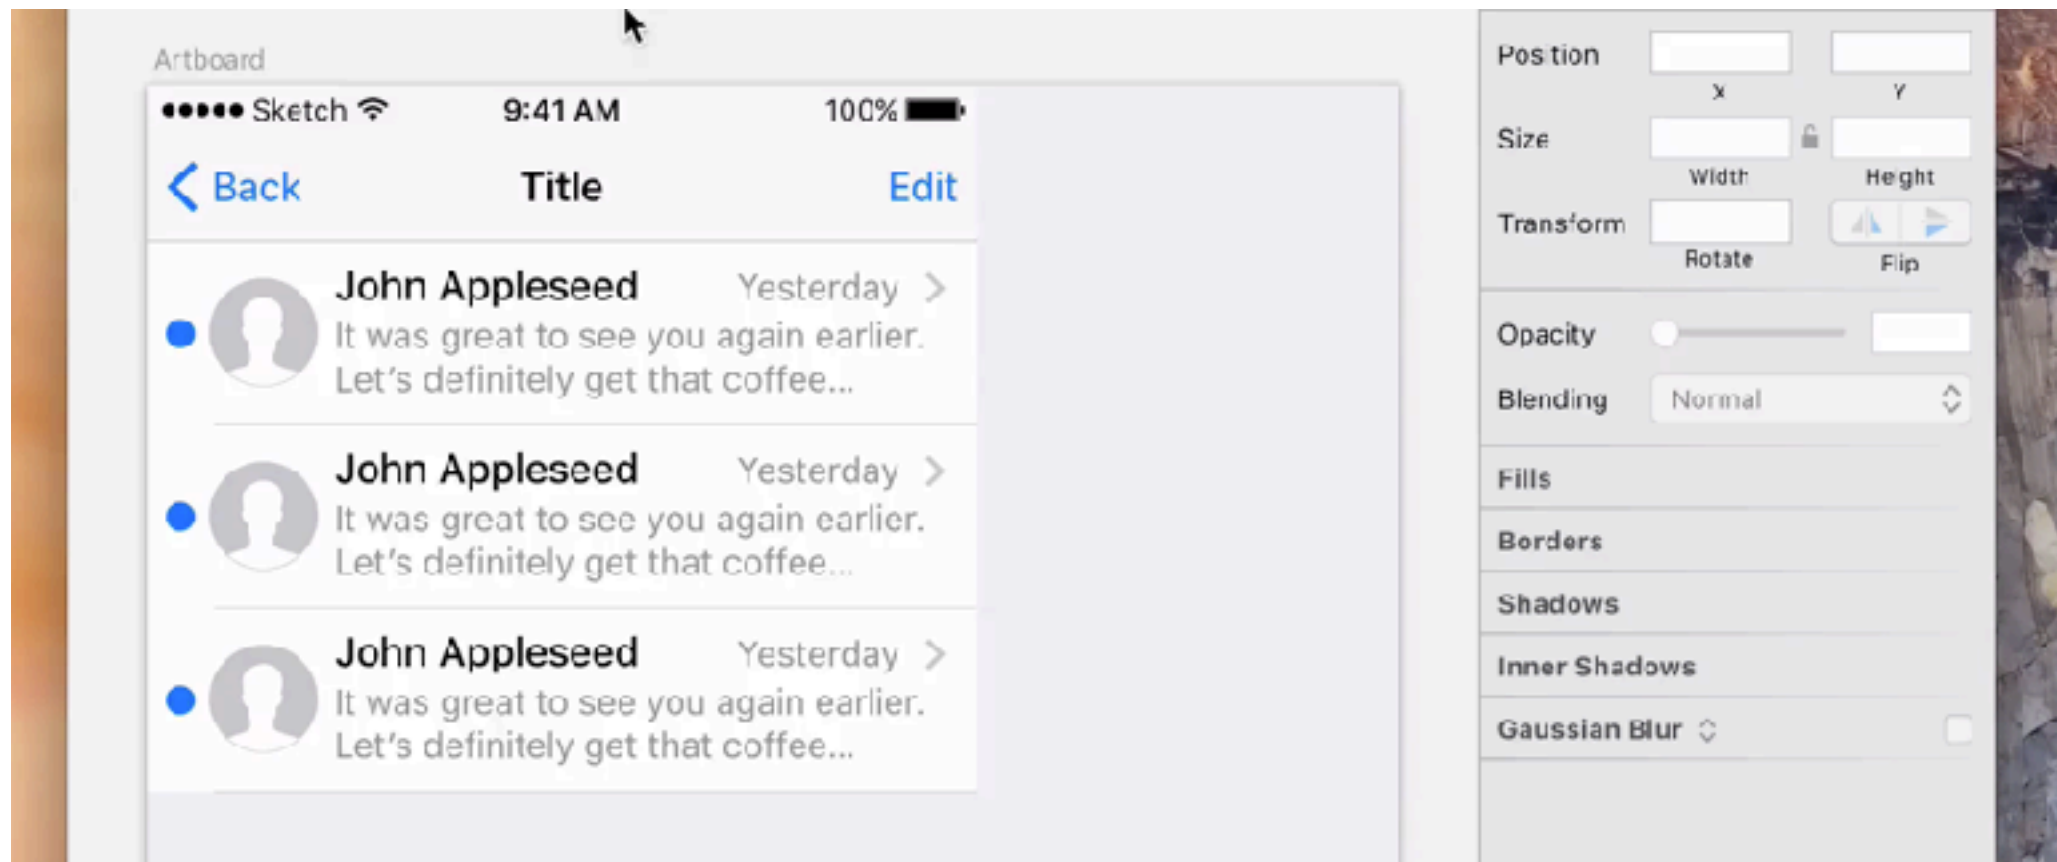 Artboard
●●●●● Sketch 9:41 AM 100%
Back Title Edit
John Appleseed Yesterday
It was great to see you again earlier.
Let's definitely get that coffee...
John Appleseed Yesterday
It was great to see you again earlier.
Let's definitely get that coffee...
John Appleseed Yesterday
It was great to see you again earlier.
Let's definitely get that coffee...
Position
X Y
Size
Width Height
Transform
Rotate Flip
Opacity
Blending Normal
Fills
Borders
Shadows
Inner Shadows
Gaussian Blur